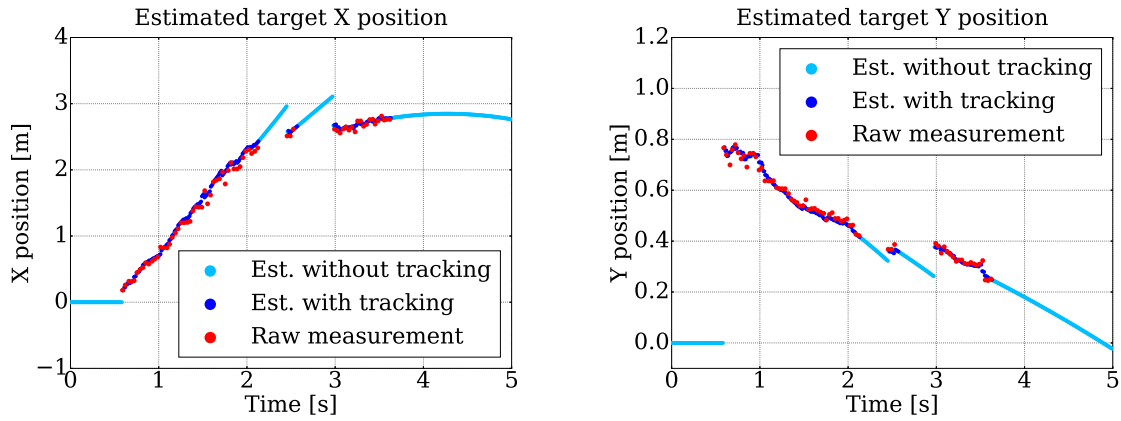 Estimated target X position
4
3
2
1
0
−1
X position [m]
Est. without tracking
Est. with tracking
Raw measurement
0 1 2 3 4 5
Time [s]
Estimated target Y position
1.2
1.0
0.8
0.6
0.4
0.2
0.0
Y position [m]
Est. without tracking
Est. with tracking
Raw measurement
0 1 2 3 4 5
Time [s]